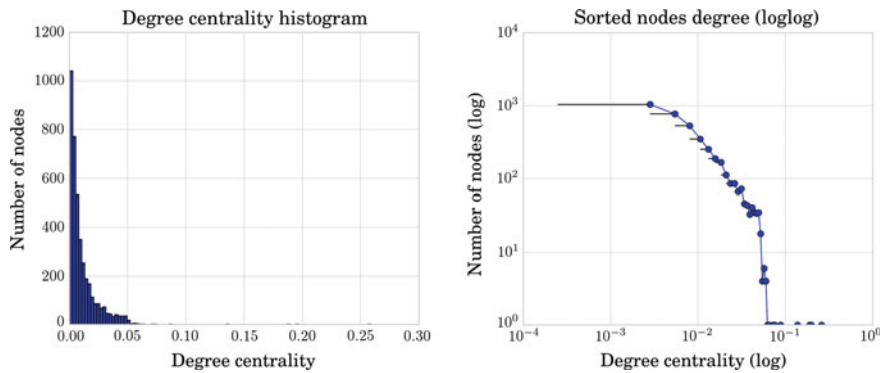 Degree centrality histogram
1200
1000
800
600
400
200
0
0.00 0.05 0.10 0.15 0.20 0.25 0.30
Number of nodes
Degree centrality
Sorted nodes degree (loglog)
10^4
10^3
10^2
10^1
10^0
10^-4 10^-3 10^-2 10^-1 10^0
Number of nodes (log)
Degree centrality (log)